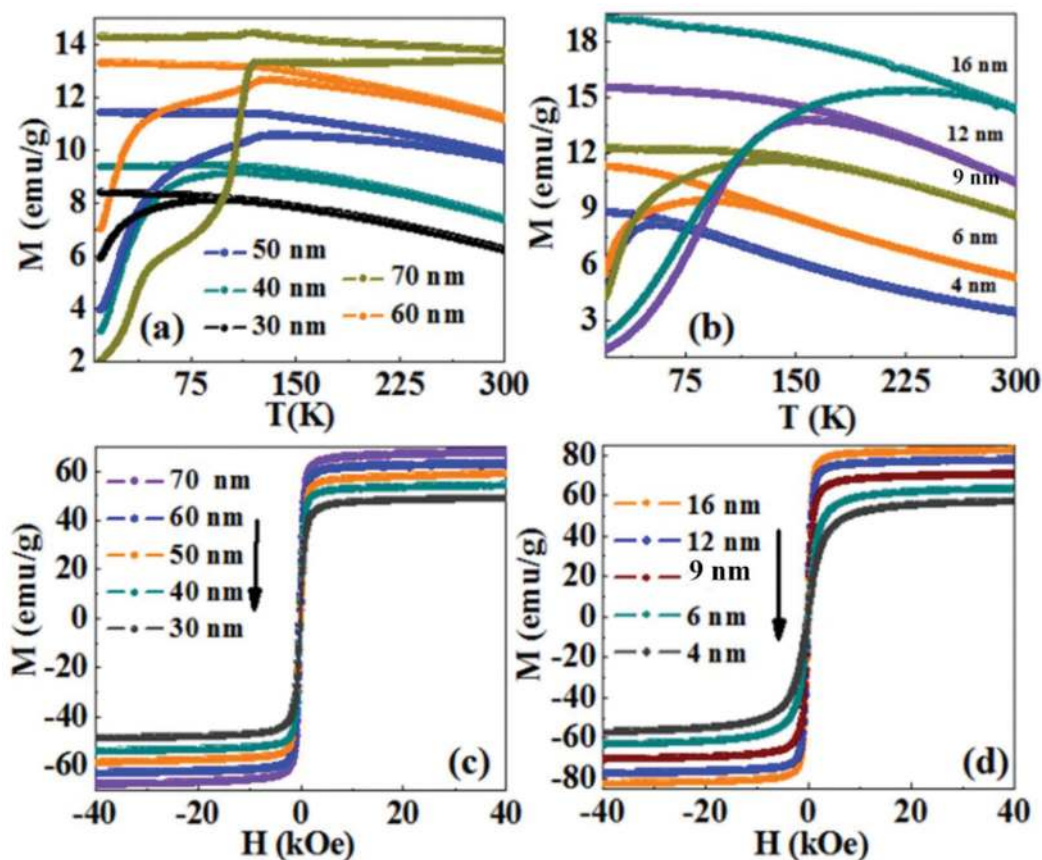 M (emu/g)
14
12
10
8
6
4
2
75
150
225
300
T(K)
(a)
50 nm
40 nm
30 nm
70 nm
60 nm
M (emu/g)
18
15
12
9
6
3
75
150
225
300
T (K)
(b)
16 nm
12 nm
9 nm
6 nm
4 nm
M (emu/g)
60
40
20
0
-20
-40
-60
-40
-20
0
20
40
H (kOe)
(c)
70 nm
60 nm
50 nm
40 nm
30 nm
M (emu/g)
80
60
40
20
0
-20
-40
-60
-80
-40
-20
0
20
40
H (kOe)
(d)
16 nm
12 nm
9 nm
6 nm
4 nm